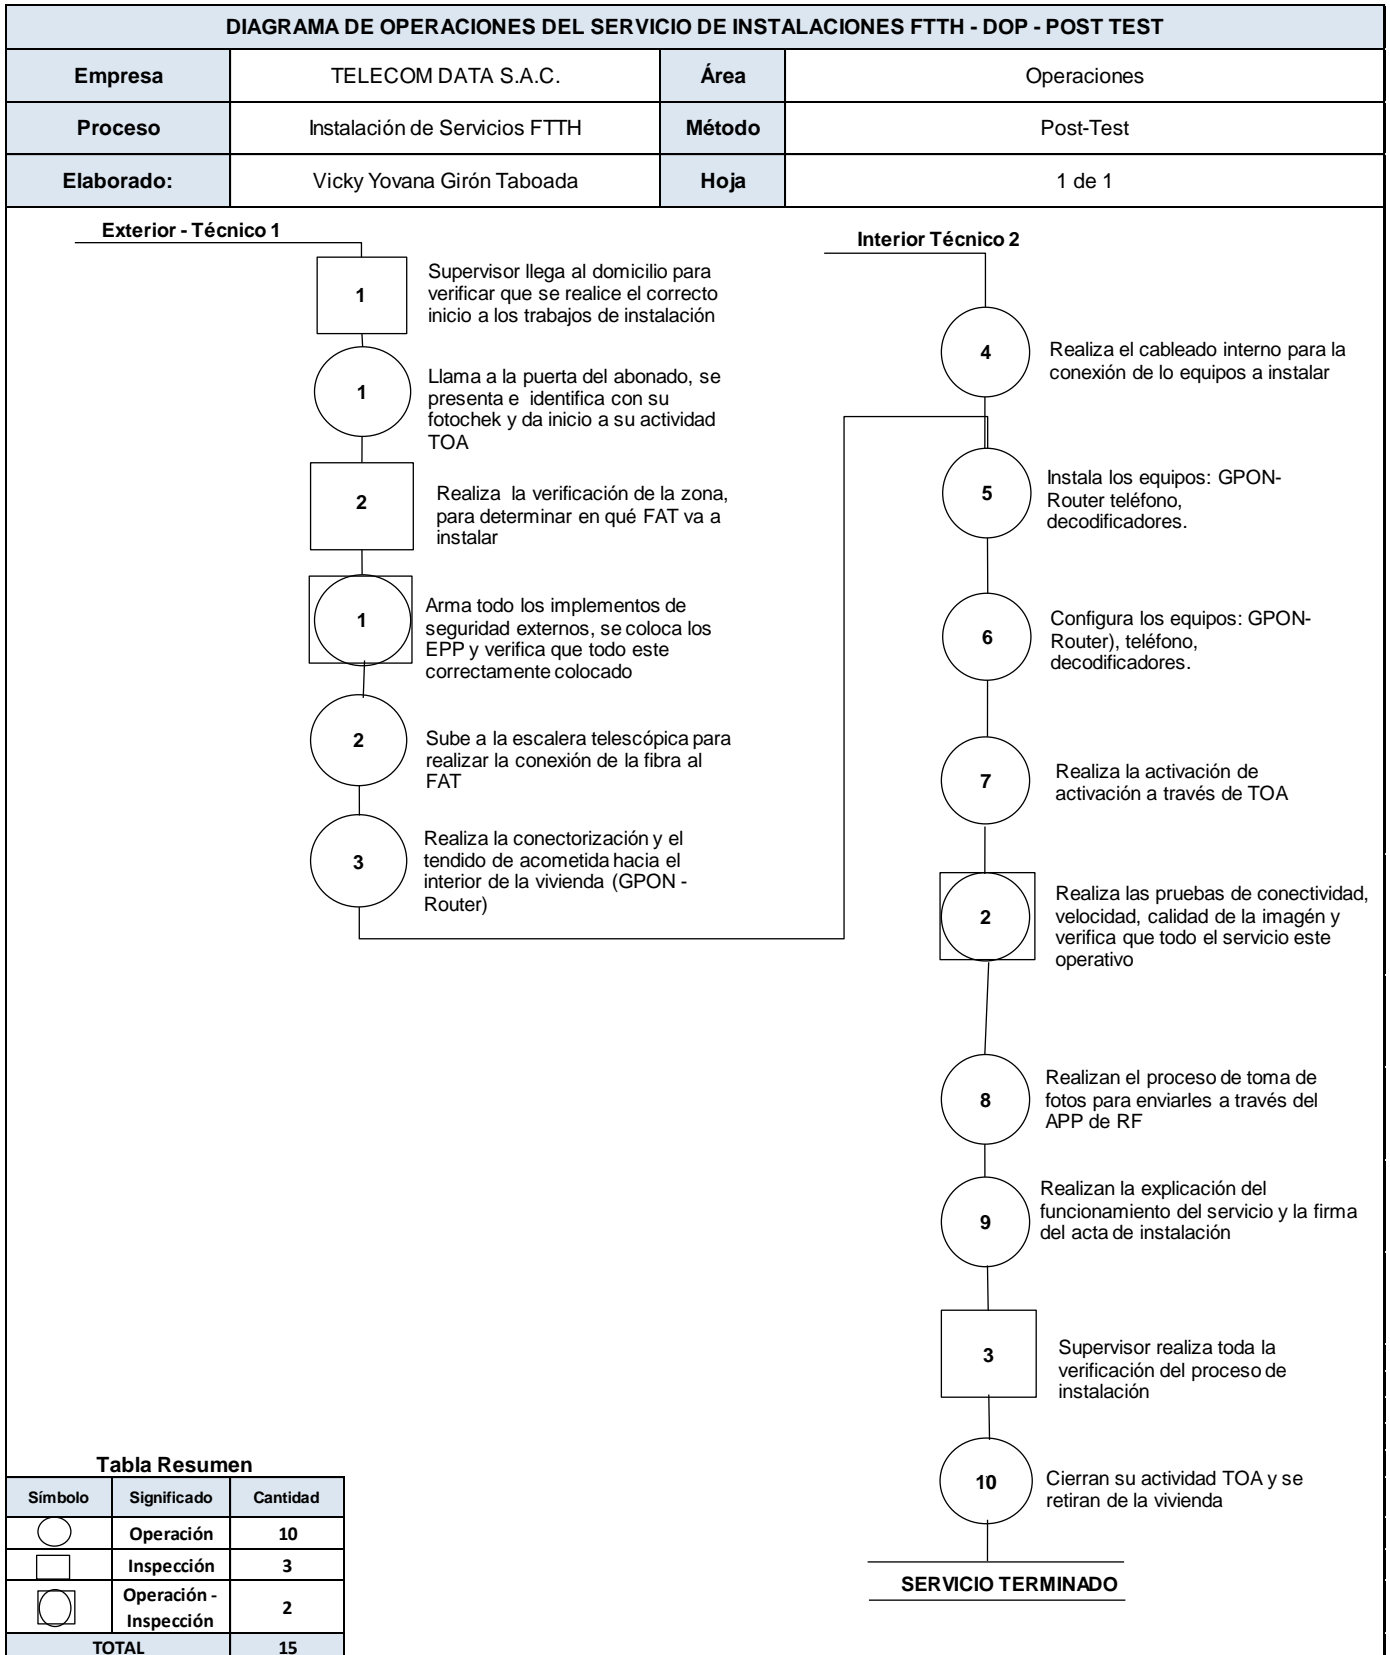 DIAGRAMA DE OPERACIONES DEL SERVICIO DE INSTALACIONES FTTH - DOP - POST TEST
Empresa TELECOM DATA S.A.C. Área Operaciones
Proceso Instalación de Servicios FTTH Método Post-Test
Elaborado: Vicky Yovana Girón Taboada Hoja 1 de 1
Exterior - Técnico 1
1
Supervisor llega al domicilio para
verificar que se realice el correcto
inicio a los trabajos de instalación
1
Llama a la puerta del abonado, se
presenta e identifica con su
fotochek y da inicio a su actividad
TOA
2
Realiza la verificación de la zona,
para determinar en qué FAT va a
instalar
1
Arma todo los implementos de
seguridad externos, se coloca los
EPP y verifica que todo este
correctamente colocado
2
Sube a la escalera telescópica para
realizar la conexión de la fibra al
FAT
3
Realiza la conectorización y el
tendido de acometida hacia el
interior de la vivienda (GPON -
Router)
Interior Técnico 2
4
Realiza el cableado interno para la
conexión de lo equipos a instalar
5
Instala los equipos: GPON-
Router teléfono,
decodificadores.
6
Configura los equipos: GPON-
Router), teléfono,
decodificadores.
7
Realiza la activación de
activación a través de TOA
2
Realiza las pruebas de conectividad,
velocidad, calidad de la imagén y
verifica que todo el servicio este
operativo
8
Realizan el proceso de toma de
fotos para enviarles a través del
APP de RF
9
Realizan la explicación del
funcionamiento del servicio y la firma
del acta de instalación
3
Supervisor realiza toda la
verificación del proceso de
instalación
10
Cierran su actividad TOA y se
retiran de la vivienda
SERVICIO TERMINADO
Tabla Resumen
Símbolo Significado Cantidad
Operación 10
Inspección 3
Operación -
Inspección 2
TOTAL 15